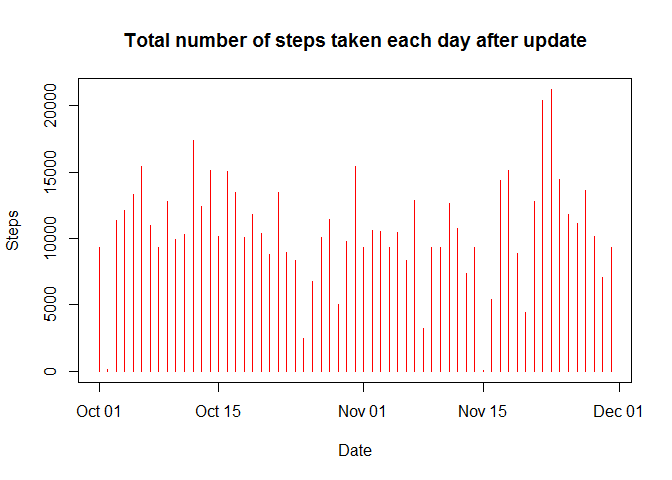 Total number of steps taken each day after update
Steps
20000
15000
10000
5000
0
Oct 01 Oct 15 Nov 01 Nov 15 Dec 01
Date